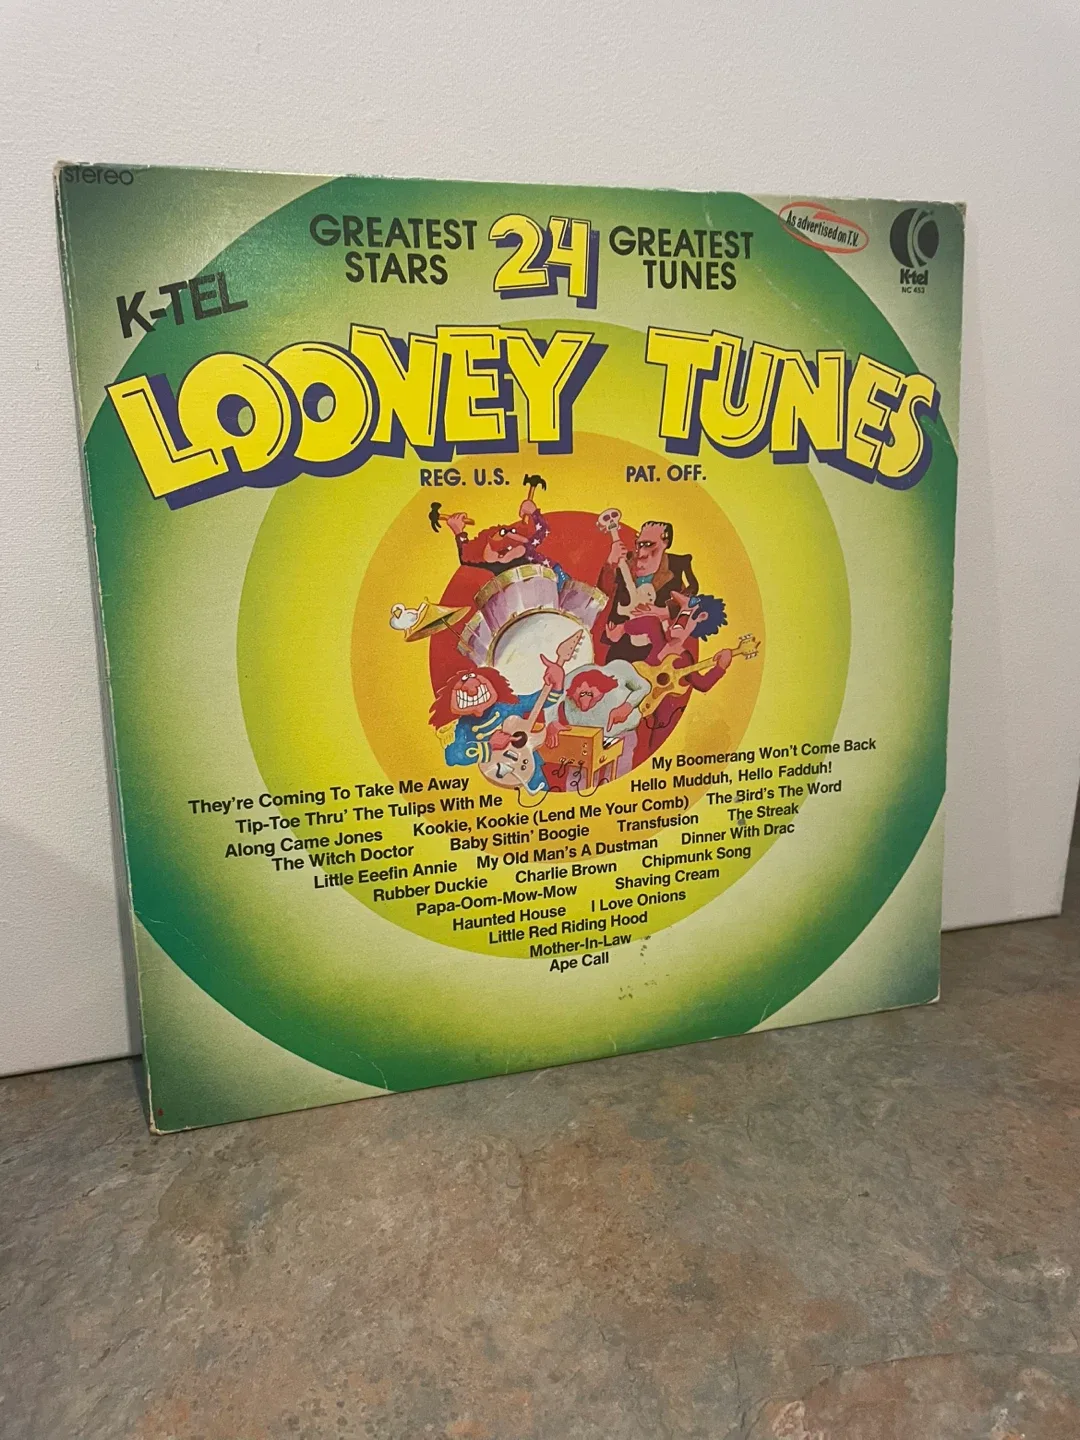 stereo
GREATEST STARS
24
GREATEST TUNES
As advertised on T.V.
K-tel
NC 453
K-TEL
LOONEY TUNES
REG. U.S. PAT. OFF.
They're Coming To Take Me Away
My Boomerang Won't Come Back
Tip-Toe Thru' The Tulips With Me
Hello Mudduh, Hello Fadduh!
Along Came Jones
Kookie, Kookie (Lend Me Your Comb)
The Bird's The Word
The Witch Doctor
Baby Sittin' Boogie
Transfusion
The Streak
Little Eeefin Annie
My Old Man's A Dustman
Dinner With Drac
Rubber Duckie
Charlie Brown
Chipmunk Song
Papa-Oom-Mow-Mow
Shaving Cream
Haunted House
I Love Onions
Little Red Riding Hood
Mother-In-Law
Ape Call